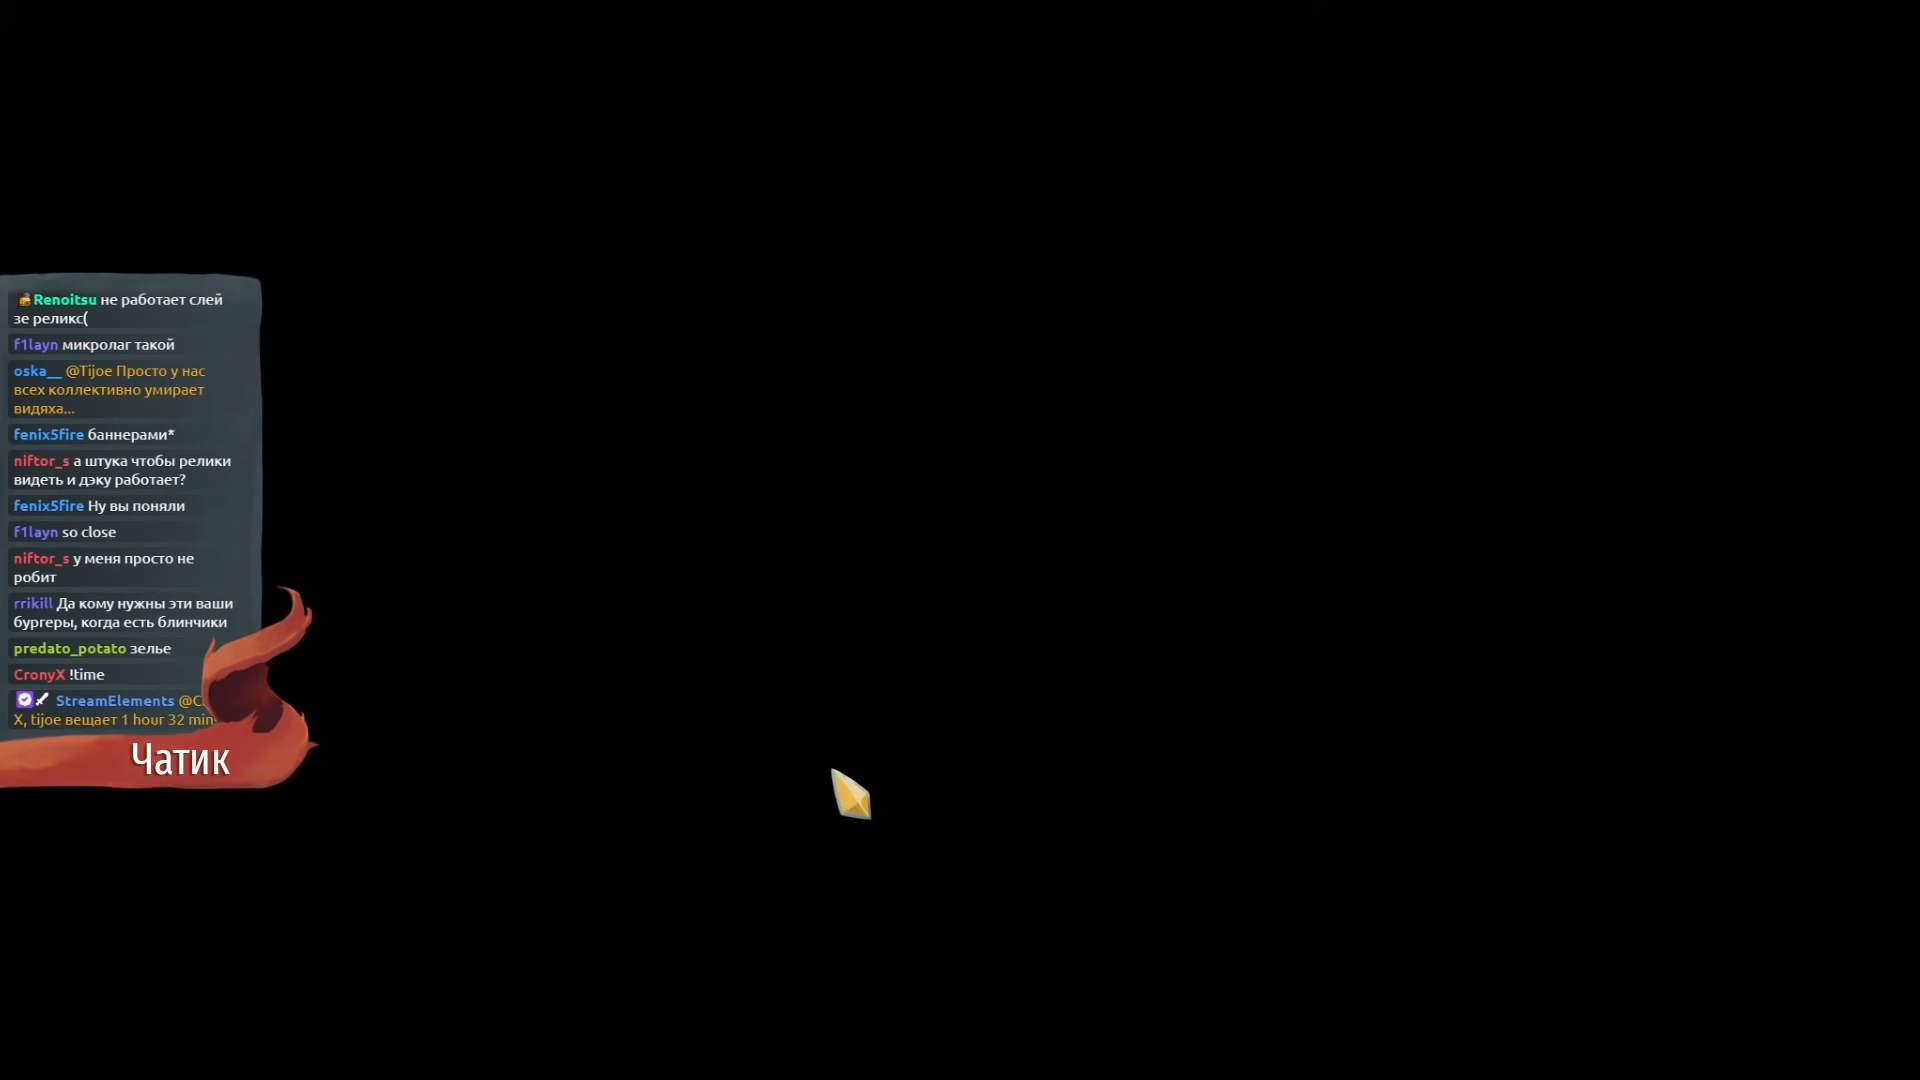 Renoitsu не работает слей
зе реликс(
f1layn микролаг такой
oska__ @Tijoe Просто у нас
всех коллективно умирает
видяха...
fenix5fire баннерами*
niftor_s а штука чтобы релики
видеть и дэку работает?
fenix5fire Ну вы поняли
f1layn so close
niftor_s у меня просто не
робит
rrikill Да кому нужны эти ваши
бургеры, когда есть блинчики
predato_potato зелье
CronyX !time
StreamElements
X, tijoe вещает 1 hour 32
Чатик